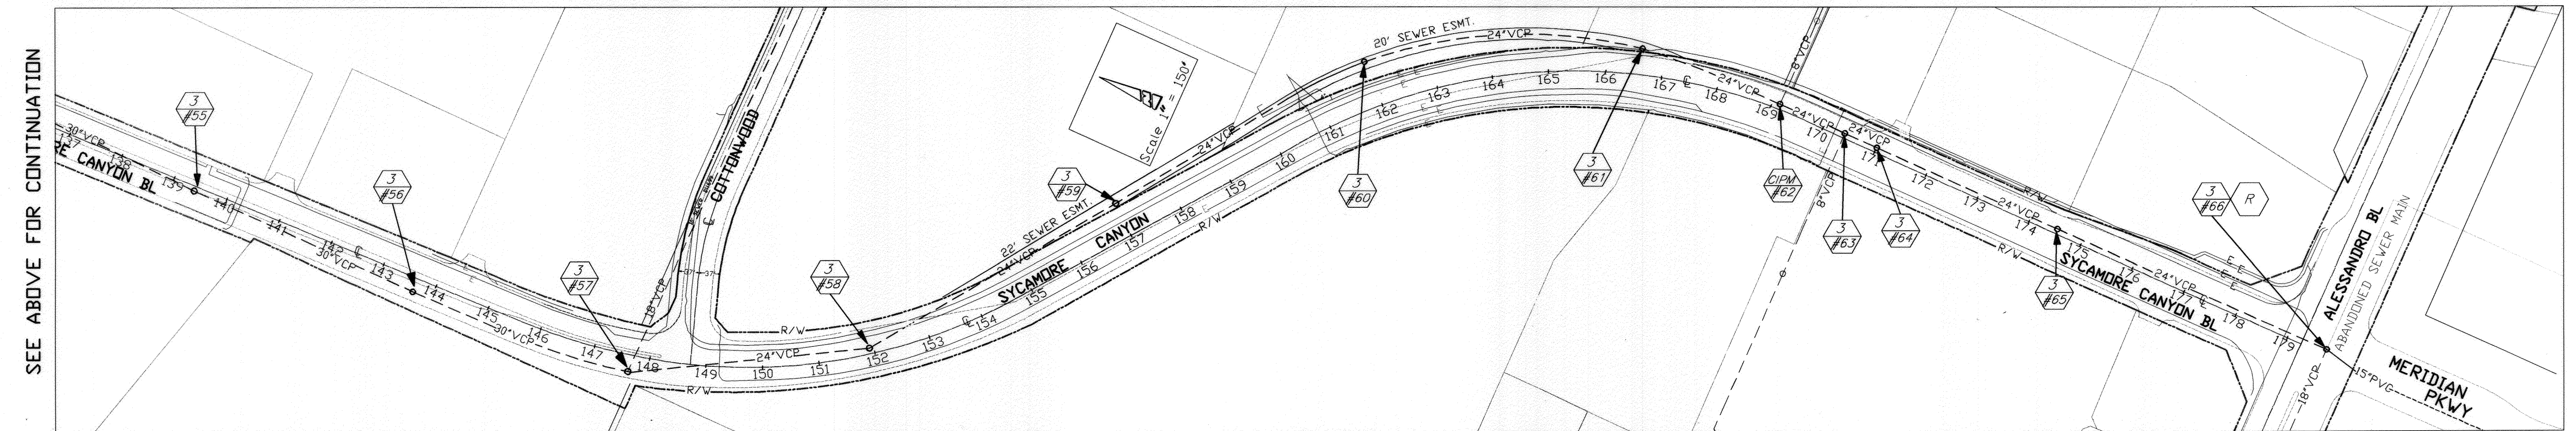 SEE ABOVE FOR CONTINUATION
30"VCP
137
138
139
RE CANYON BL
3
#55
140
141
142
℄
143
30"VCP
3
#56
144
145
146
30"VCP
147
148
3
#57
18"VCP
COTTONWOOD
℄
37
37
149
R/W
R/W
24"VCP
150
151
152
153
℄
154
3
#58
22' SEWER ESMT.
24"VCP
SYCAMORE
CANYON
155
156
157
158
159
160
161
162
163
164
165
166
167
℄
168
169
170
171
172
173
174
175
176
177
℄
178
179
R/W
3
#59
24"VCP
Scale 1" = 150'
3
#60
20' SEWER ESMT.
24"VCP
E
E
E
E
3
#61
24"VCP
8"VCP
CIPM
#62
24"VCP
24"VCP
8"VCP
3
#63
3
#64
R/W
24"VCP
R/W
3
#65
SYCAMORE CANYON BL
24"VCP
E
E
E
E
3
#66
R
ALESSANDRO BL
ABANDONED SEWER MAIN
18"VCP
15"PVC
MERIDIAN
PKWY